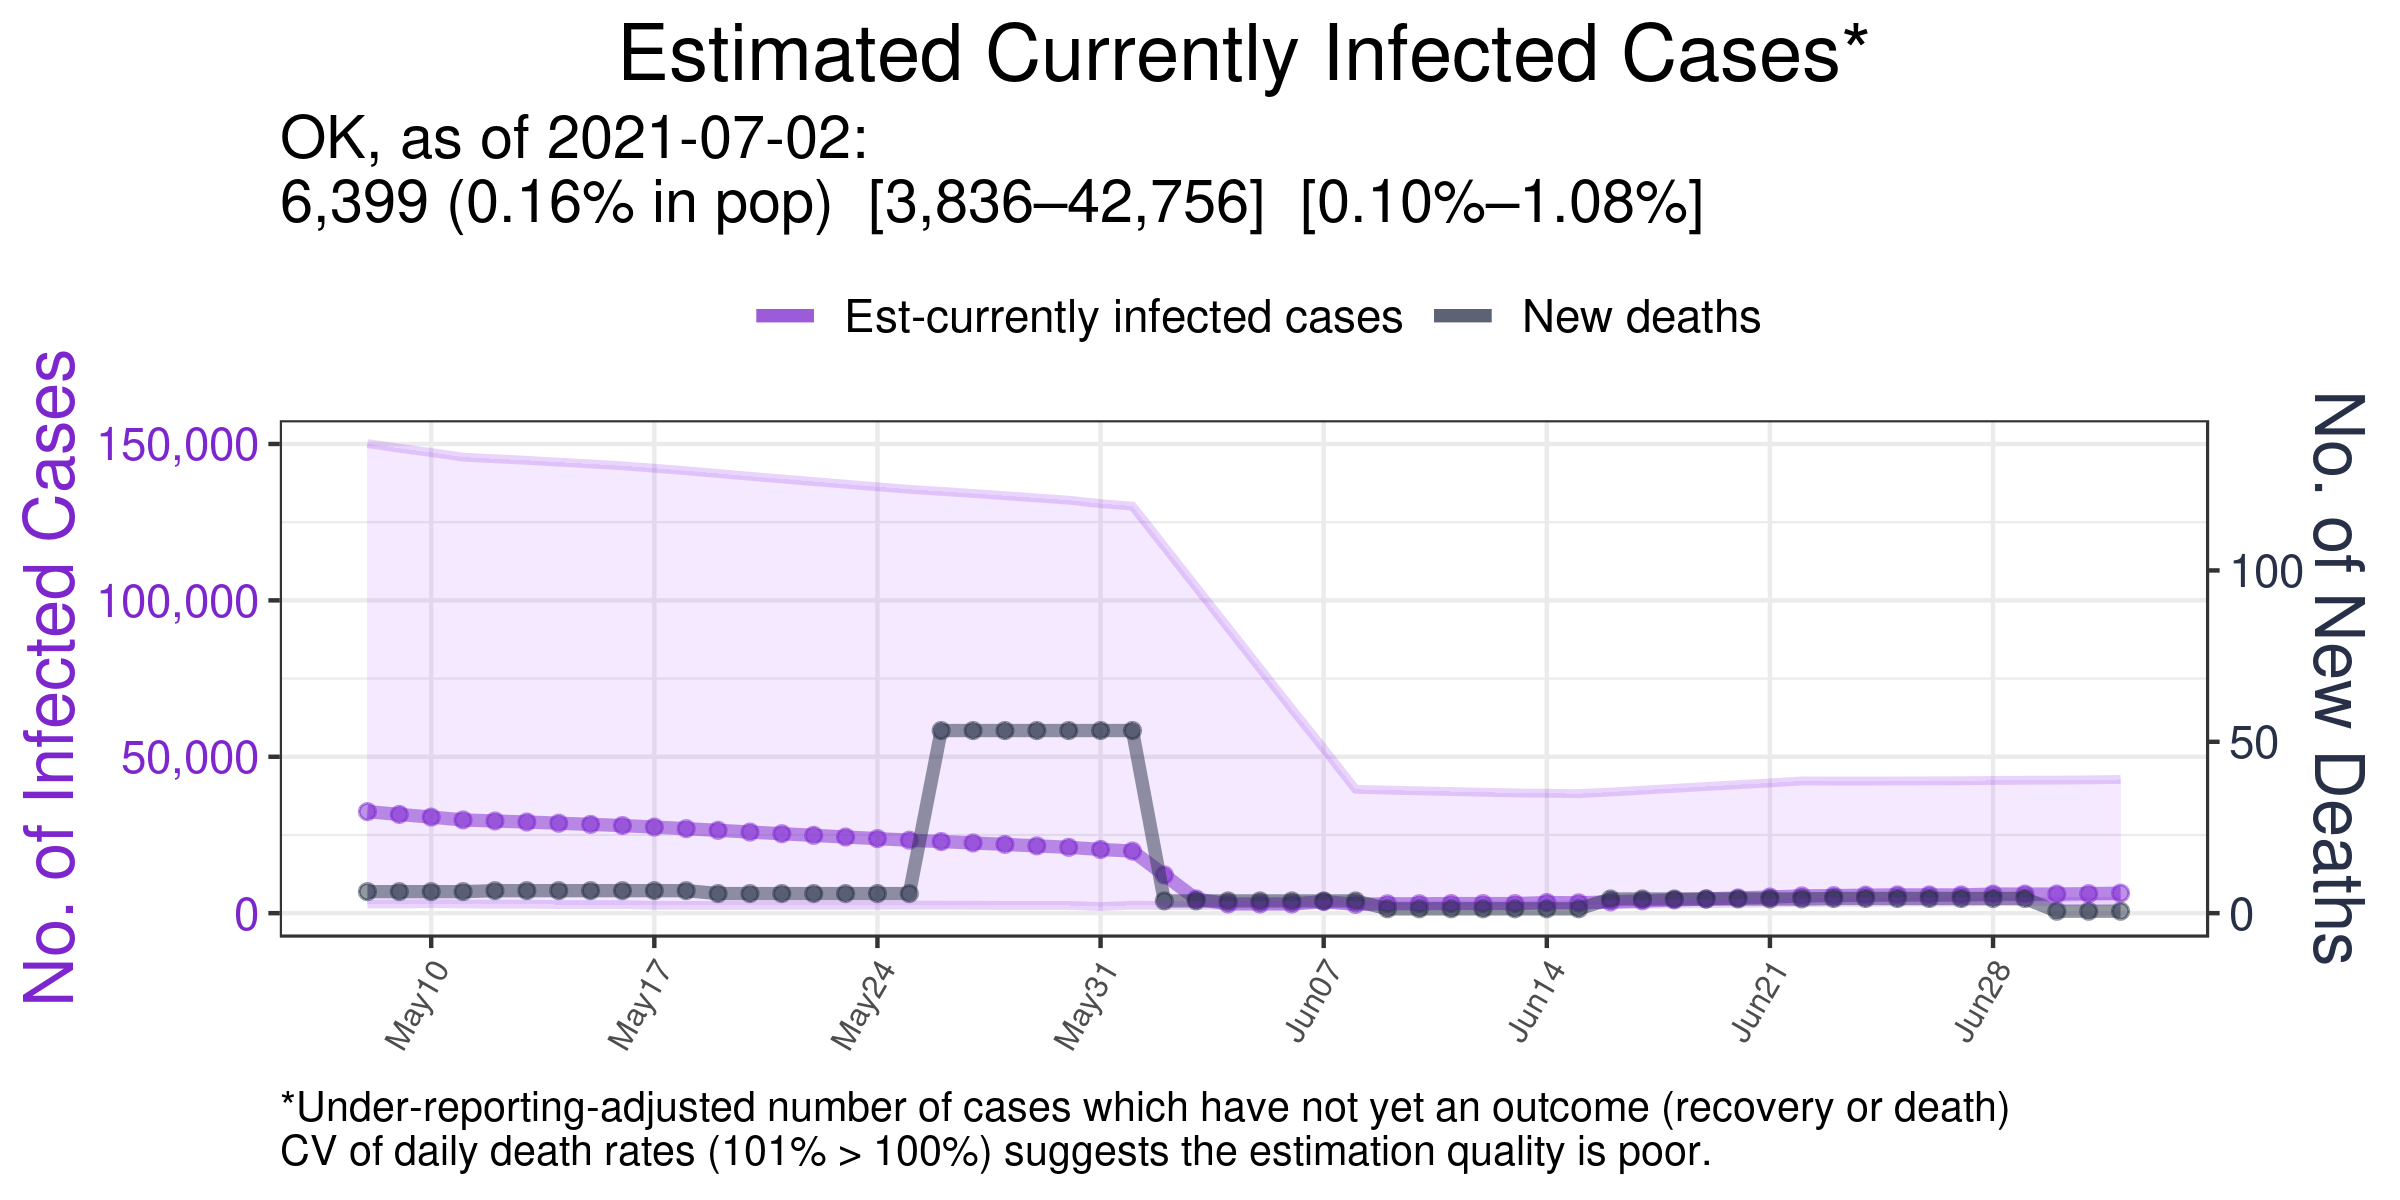 Estimated Currently Infected Cases*
OK, as of 2021-07-02:
6,399 (0.16% in pop)  [3,836–42,756]  [0.10%–1.08%]
Est-currently infected cases
New deaths
No. of Infected Cases
150,000
100,000
50,000
0
No. of New Deaths
100
50
0
May10
May17
May24
May31
Jun07
Jun14
Jun21
Jun28
*Under-reporting-adjusted number of cases which have not yet an outcome (recovery or death)
CV of daily death rates (101% > 100%) suggests the estimation quality is poor.